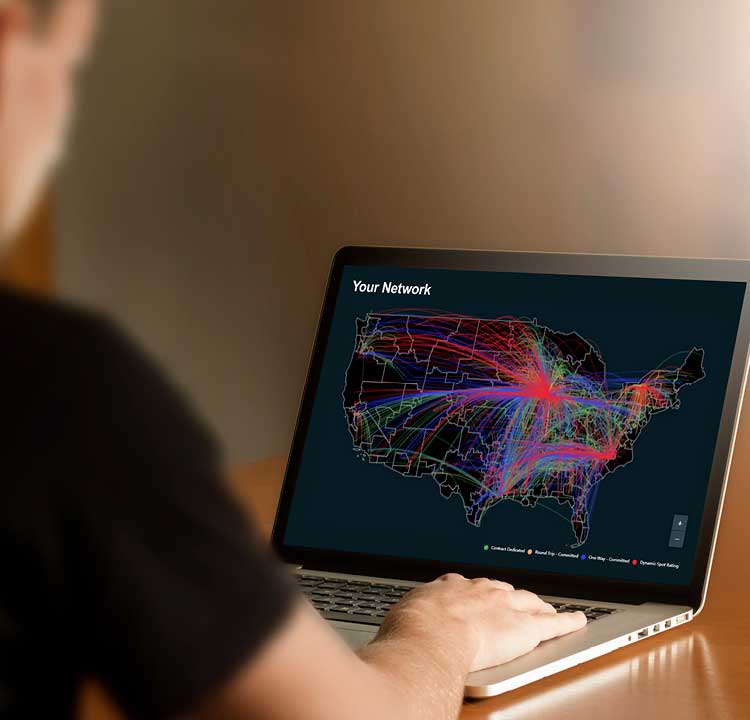 Your Network
+
−
Contract Dedicated
Round Trip - Committed
One Way - Committed
Dynamic Spot Rating